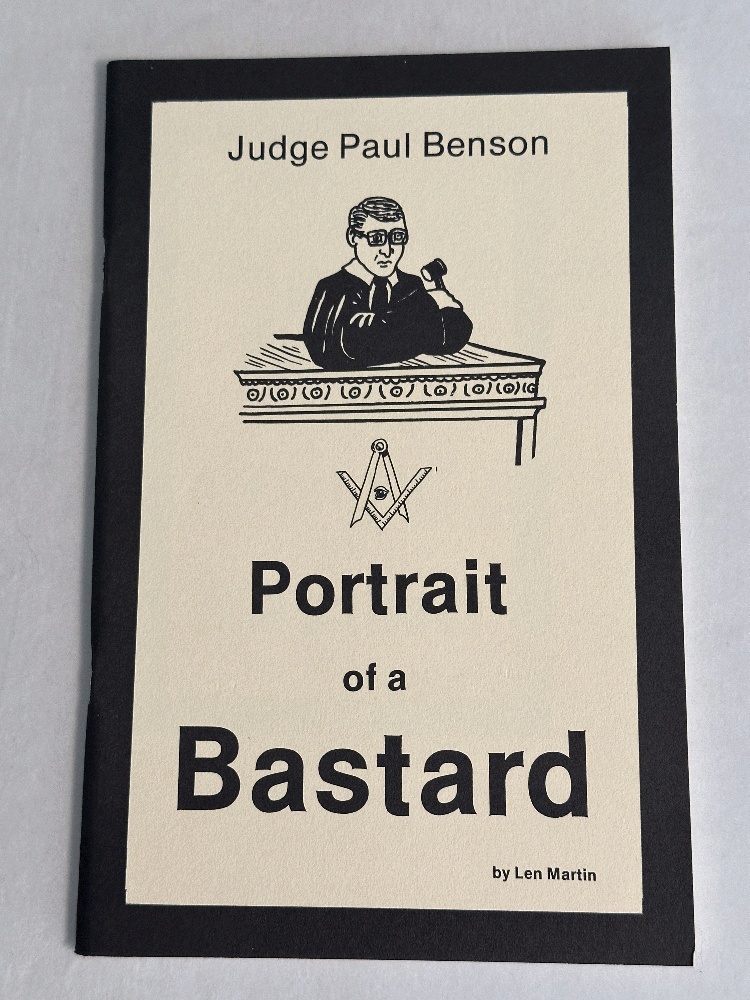 Judge Paul Benson
Portrait
of a
Bastard
by Len Martin